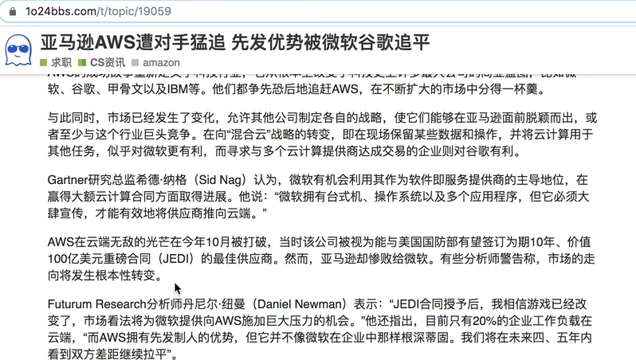 1o24bbs.com/t/topic/19059
亚马逊AWS遭对手猛追 先发优势被微软谷歌追平
求职 CS资讯 amazon
软、谷歌、甲骨文以及IBM等。他们都争先恐后地追赶AWS，在不断扩大的市场中分得一杯羹。
与此同时，市场已经发生了变化，允许其他公司制定各自的战略，使它们能够在亚马逊面前脱颖而出，或
者至少与这个行业巨头竞争。在向“混合云”战略的转变，即在现场保留某些数据和操作，并将云计算用于
其他任务，似乎对微软更有利，而寻求与多个云计算提供商达成交易的企业则对谷歌有利。
Gartner研究总监希德·纳格（Sid Nag）认为，微软有机会利用其作为软件即服务提供商的主导地位，在
赢得大额云计算合同方面取得进展。他说：“微软拥有台式机、操作系统以及多个应用程序，但它必须大
肆宣传，才能有效地将供应商推向云端。”
AWS在云端无敌的光芒在今年10月被打破，当时该公司被视为能与美国国防部有望签订为期10年、价值
100亿美元重磅合同（JEDI）的最佳供应商。然而，亚马逊却惨败给微软。有些分析师警告称，市场的走
向将发生根本性转变。
Futurum Research分析师丹尼尔·纽曼（Daniel Newman）表示：“JEDI合同授予后，我相信游戏已经改
变了，市场看法将为微软提供向AWS施加巨大压力的机会。”他还指出，目前只有20%的企业工作负载在
云端，“而AWS拥有先发制人的优势，但它并不像微软在企业中那样根深蒂固。我们将在未来四、五年内
看到双方差距继续拉平”。